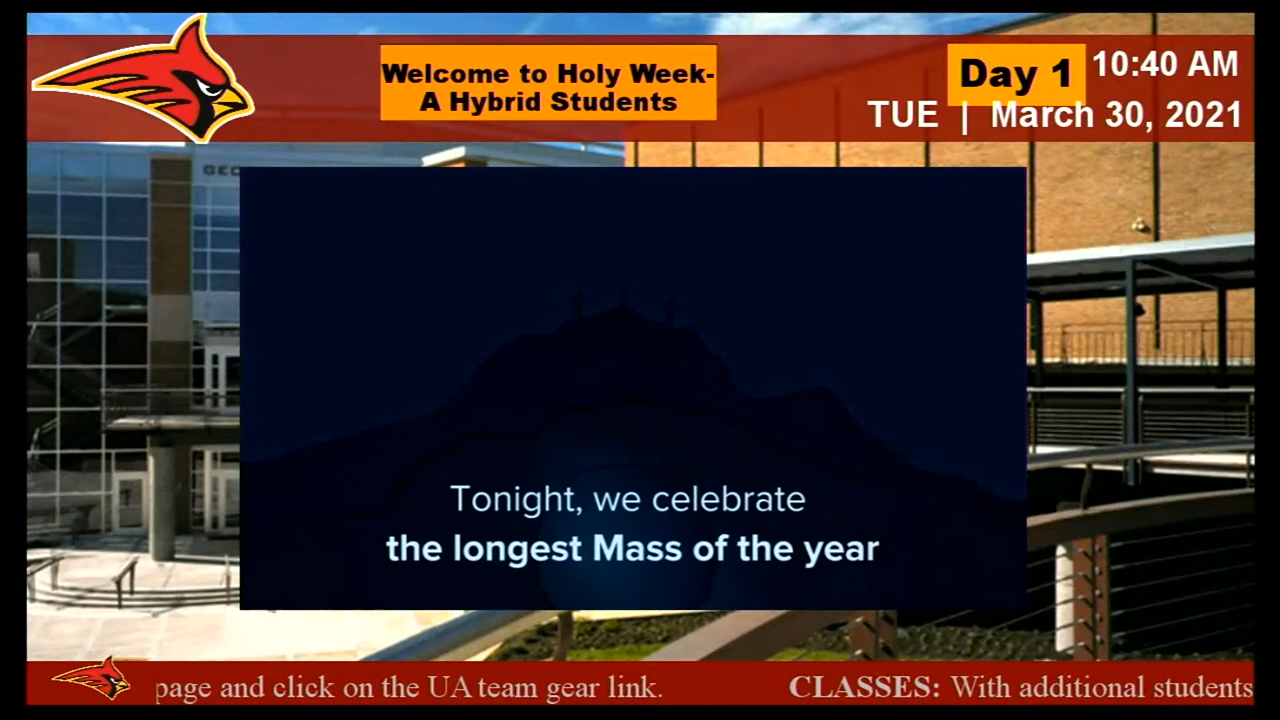 Welcome to Holy Week-
A Hybrid Students
Day 1
10:40 AM
TUE | March 30, 2021
GEO
Tonight, we celebrate
the longest Mass of the year
page and click on the UA team gear link.
CLASSES: With additional students